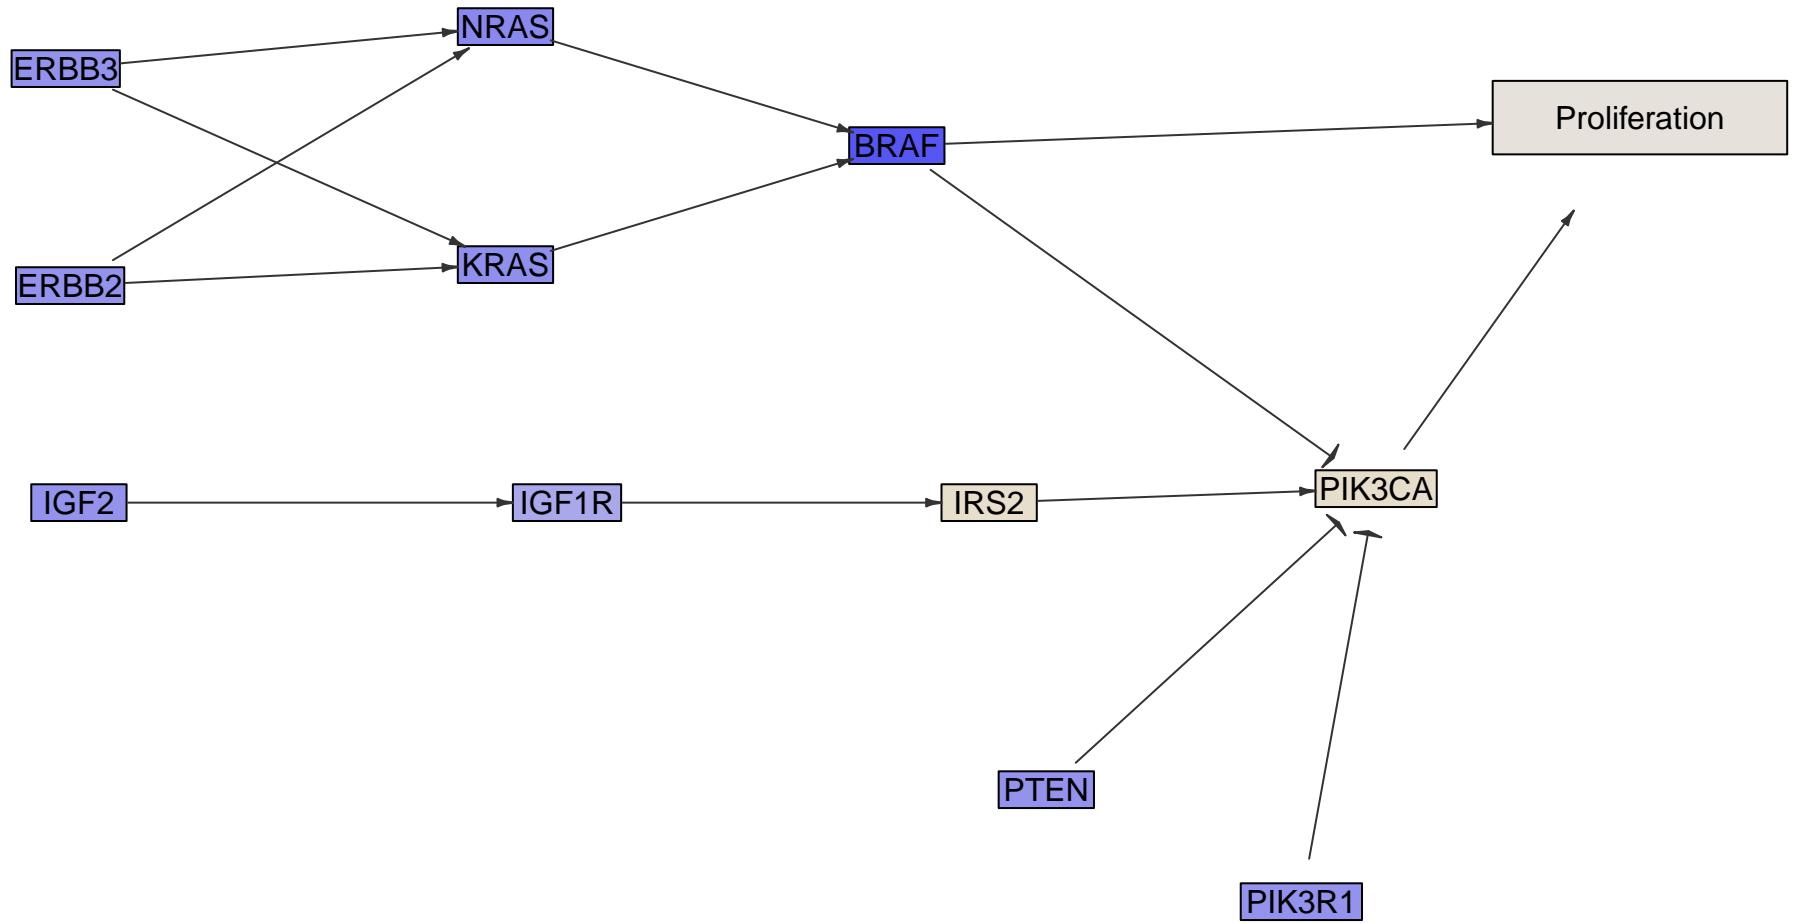 NRAS
ERBB3
Proliferation
BRAF
KRAS
ERBB2
IGF2
IGF1R
IRS2
PIK3CA
PTEN
PIK3R1